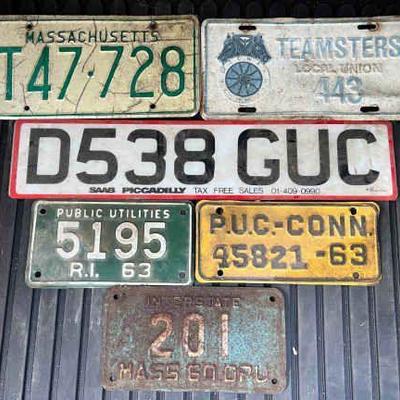 MASSACHUSETTS
T47·728
TEAMSTERS
LOCAL UNION
443
D538 GUC
SAAB PICCADILLY TAX FREE SALES 01-409-0990
PUBLIC UTILITIES
5195
R.I. 63
P.U.C.-CONN.
45821-63
INTERSTATE
201
MASS CO DPU